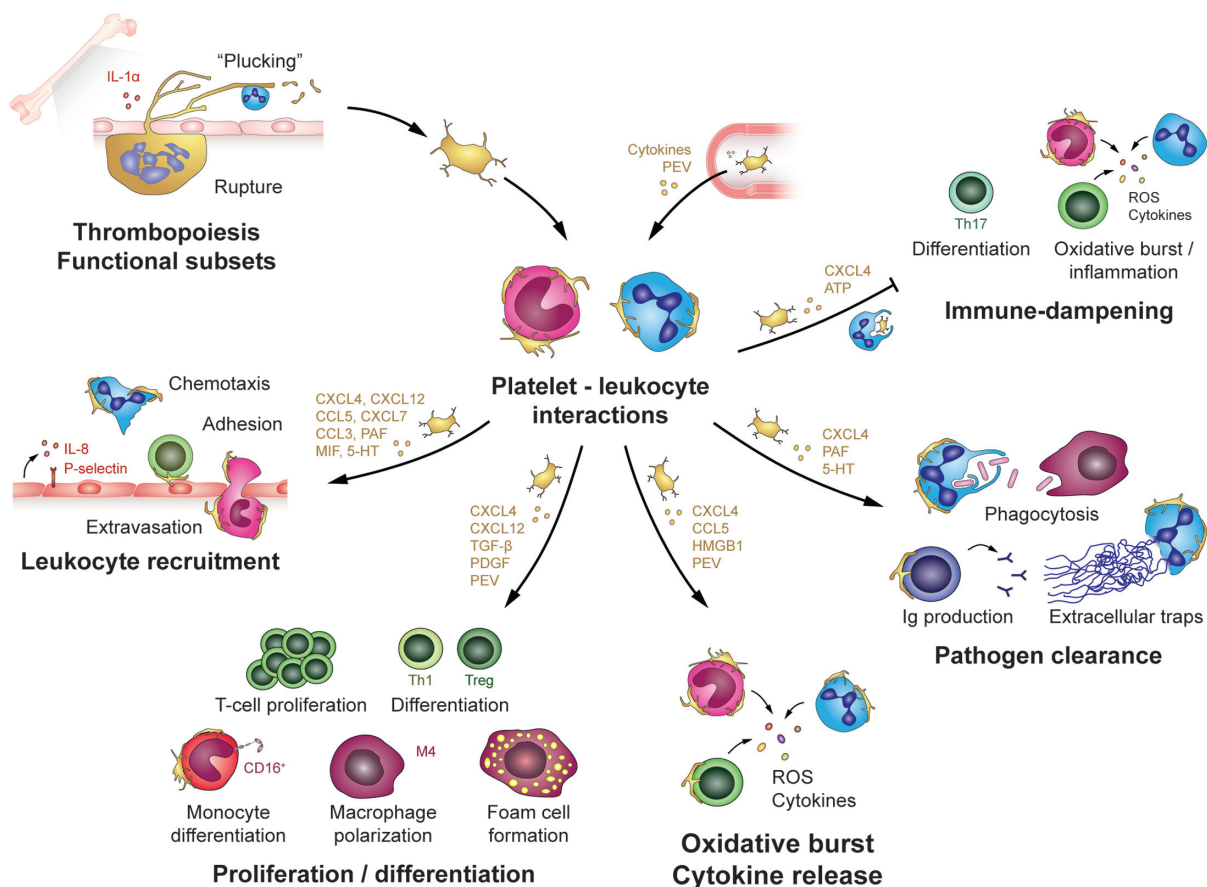 "Plucking"
IL-1α
Rupture
Thrombopoiesis
Functional subsets
Cytokines
PEV
Th17
Differentiation
ROS
Cytokines
Oxidative burst /
inflammation
Immune-dampening
CXCL4
ATP
Platelet - leukocyte
interactions
Chemotaxis
Adhesion
IL-8
P-selectin
Extravasation
Leukocyte recruitment
CXCL4, CXCL12
CCL5, CXCL7
CCL3, PAF
MIF, 5-HT
CXCL4
CXCL12
TGF-β
PDGF
PEV
CXCL4
CCL5
HMGB1
PEV
CXCL4
PAF
5-HT
Phagocytosis
Ig production
Extracellular traps
Pathogen clearance
T-cell proliferation
Th1
Treg
Differentiation
CD16⁺
Monocyte
differentiation
M4
Macrophage
polarization
Foam cell
formation
Proliferation / differentiation
ROS
Cytokines
Oxidative burst
Cytokine release